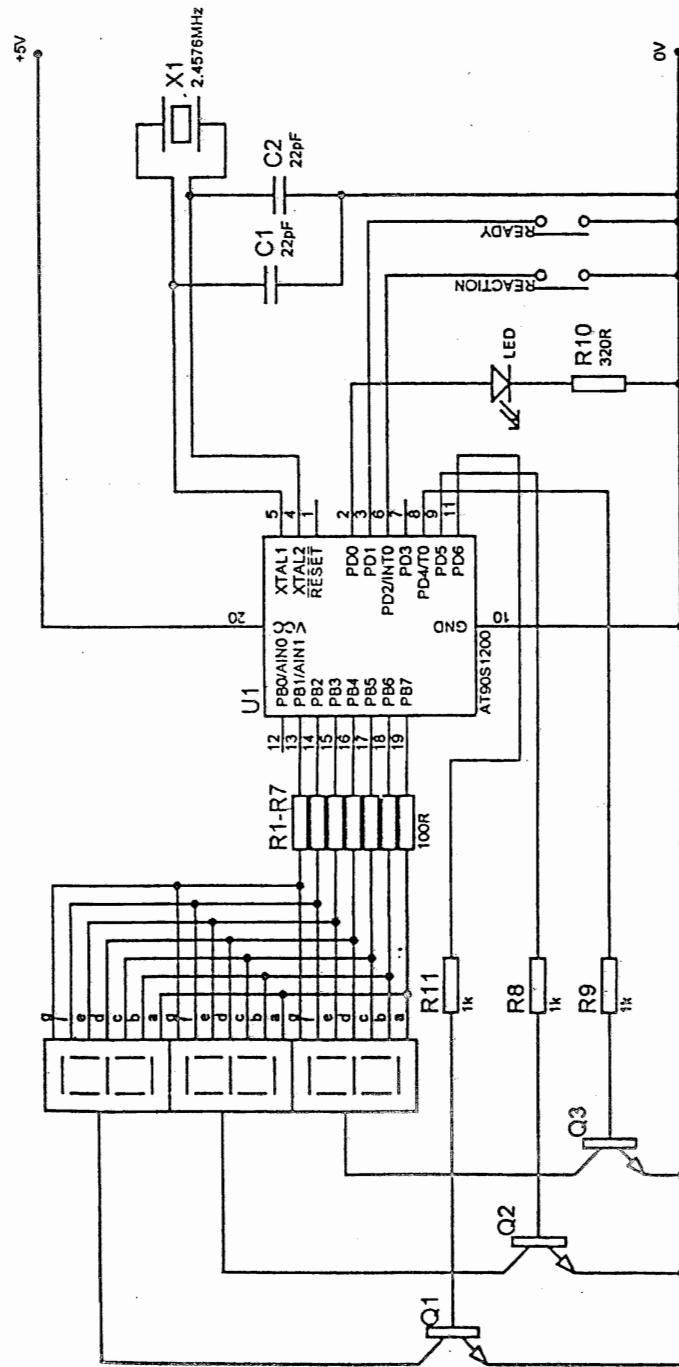 +5V
X1
2.4576MHz
C2
22pF
C1
22pF
0V
READY
REACTION
LED
R10
320R
5
4
1
2
3
6
7
8
9
11
XTAL1
XTAL2
RESET
PD0
PD1
PD2/INT0
PD3
PD4/T0
PD5
PD6
20
VCC
GND
10
U1
AT90S1200
PB0/AIN0
PB1/AIN1
PB2
PB3
PB4
PB5
PB6
PB7
12
13
14
15
16
17
18
19
R1-R7
100R
g
f
e
d
c
b
a
g
f
e
d
c
b
a
g
f
e
d
c
b
a
R11
1k
R8
1k
R9
1k
Q3
Q2
Q1